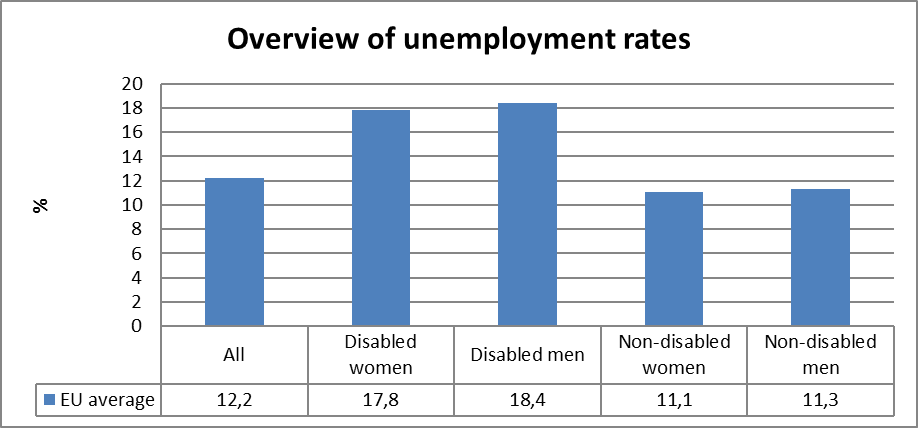 Overview of unemployment rates
%
20
18
16
14
12
10
8
6
4
2
0
All
Disabled
women
Disabled men
Non-disabled
women
Non-disabled
men
EU average 12,2 17,8 18,4 11,1 11,3